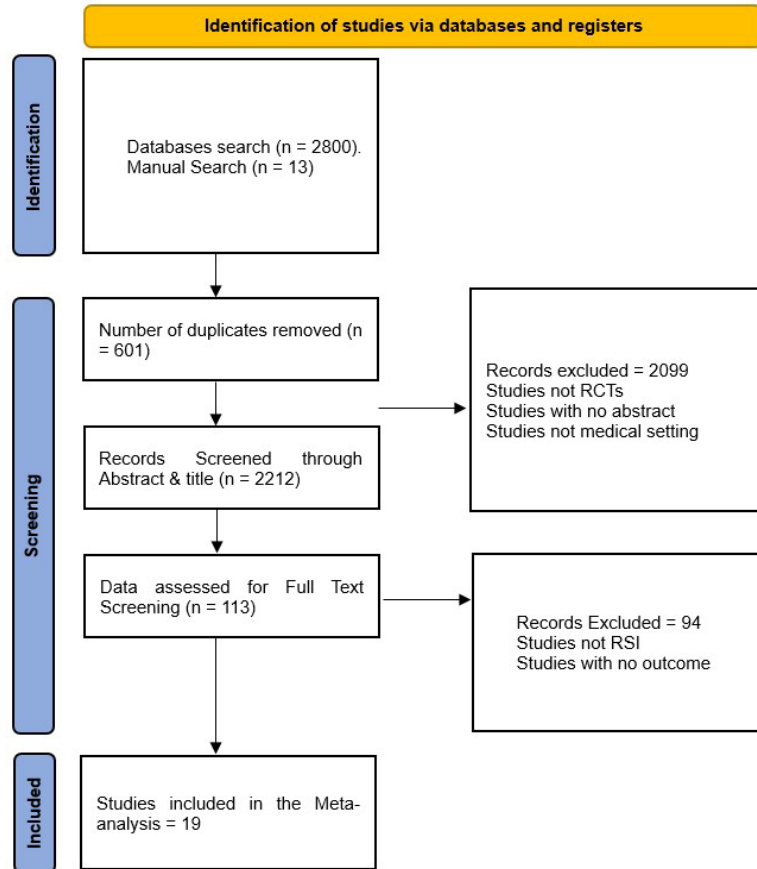 Identification of studies via databases and registers
Identification
Databases search (n = 2800).
Manual Search (n = 13)
Screening
Number of duplicates removed (n
= 601)
Records excluded = 2099
Studies not RCTs
Studies with no abstract
Studies not medical setting
Records Screened through
Abstract & title (n = 2212)
Data assessed for Full Text
Screening (n = 113)
Records Excluded = 94
Studies not RSI
Studies with no outcome
Included
Studies included in the Meta-
analysis = 19